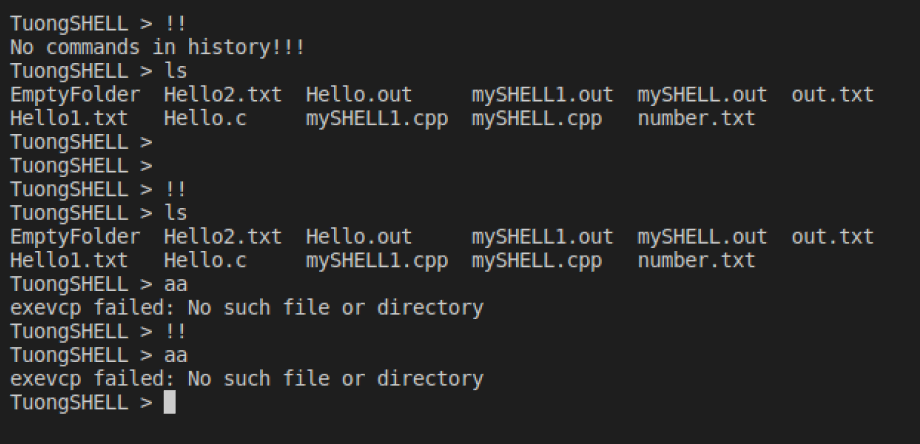 TuongSHELL > !!
No commands in history!!!
TuongSHELL > ls
EmptyFolder  Hello2.txt  Hello.out     mySHELL1.out  mySHELL.out  out.txt
Hello1.txt   Hello.c     mySHELL1.cpp  mySHELL.cpp   number.txt
TuongSHELL >
TuongSHELL >
TuongSHELL > !!
TuongSHELL > ls
EmptyFolder  Hello2.txt  Hello.out     mySHELL1.out  mySHELL.out  out.txt
Hello1.txt   Hello.c     mySHELL1.cpp  mySHELL.cpp   number.txt
TuongSHELL > aa
exevcp failed: No such file or directory
TuongSHELL > !!
TuongSHELL > aa
exevcp failed: No such file or directory
TuongSHELL >